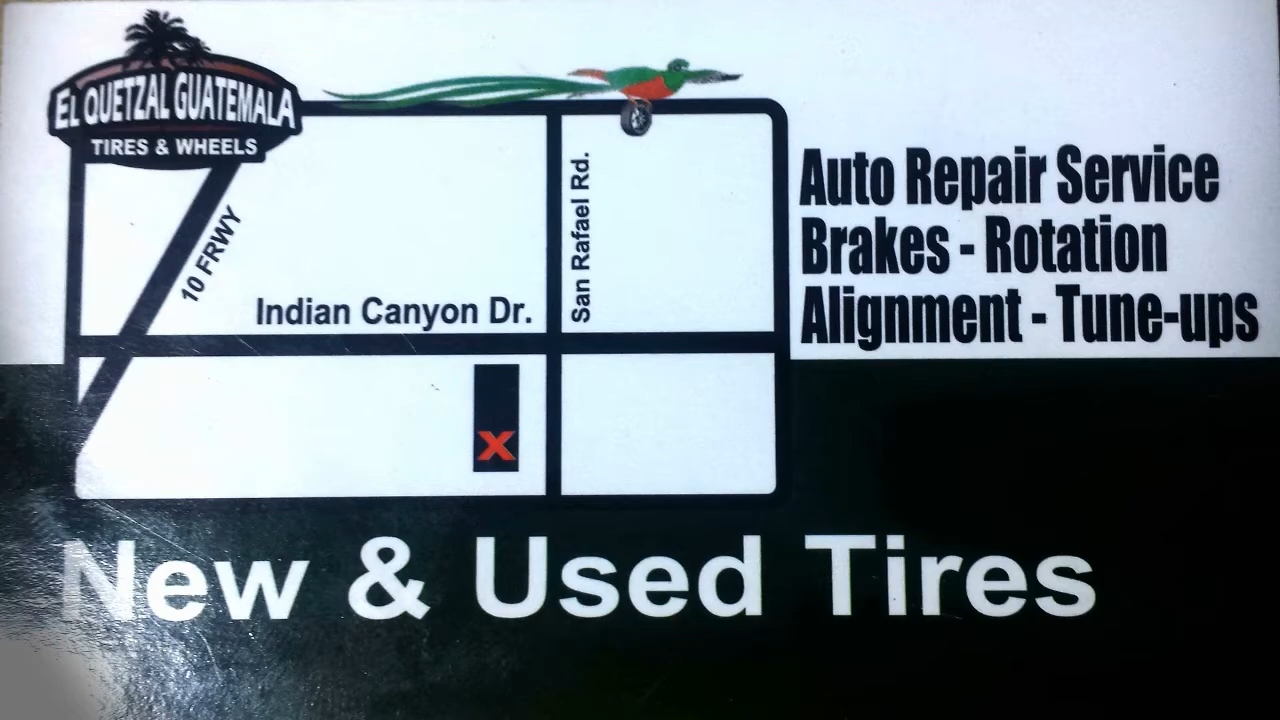 EL QUETZAL GUATEMALA
TIRES & WHEELS
10 FRWY
Indian Canyon Dr.
San Rafael Rd.
X
Auto Repair Service
Brakes - Rotation
Alignment - Tune-ups
New & Used Tires